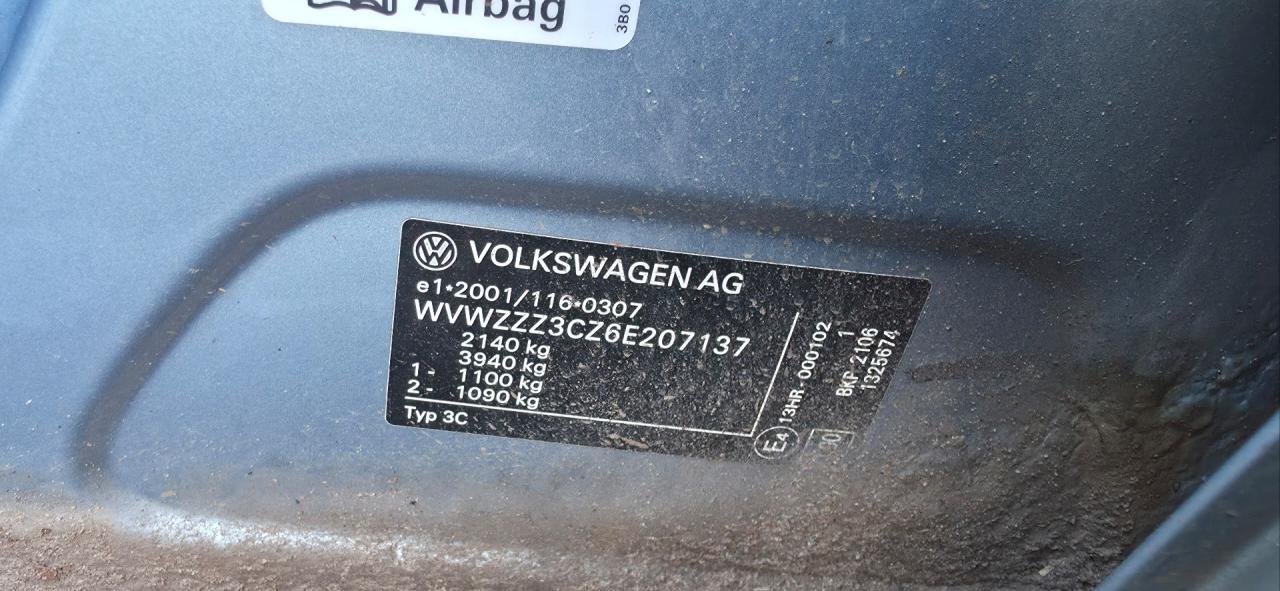 Airbag
3B0
VOLKSWAGEN AG
e1*2001/116*0307
WVWZZZ3CZ6E207137
2140 kg
3940 kg
1 - 1100 kg
2 - 1090 kg
Typ 3C
E4 13HR - 000102
1
BKP 2106
1325674